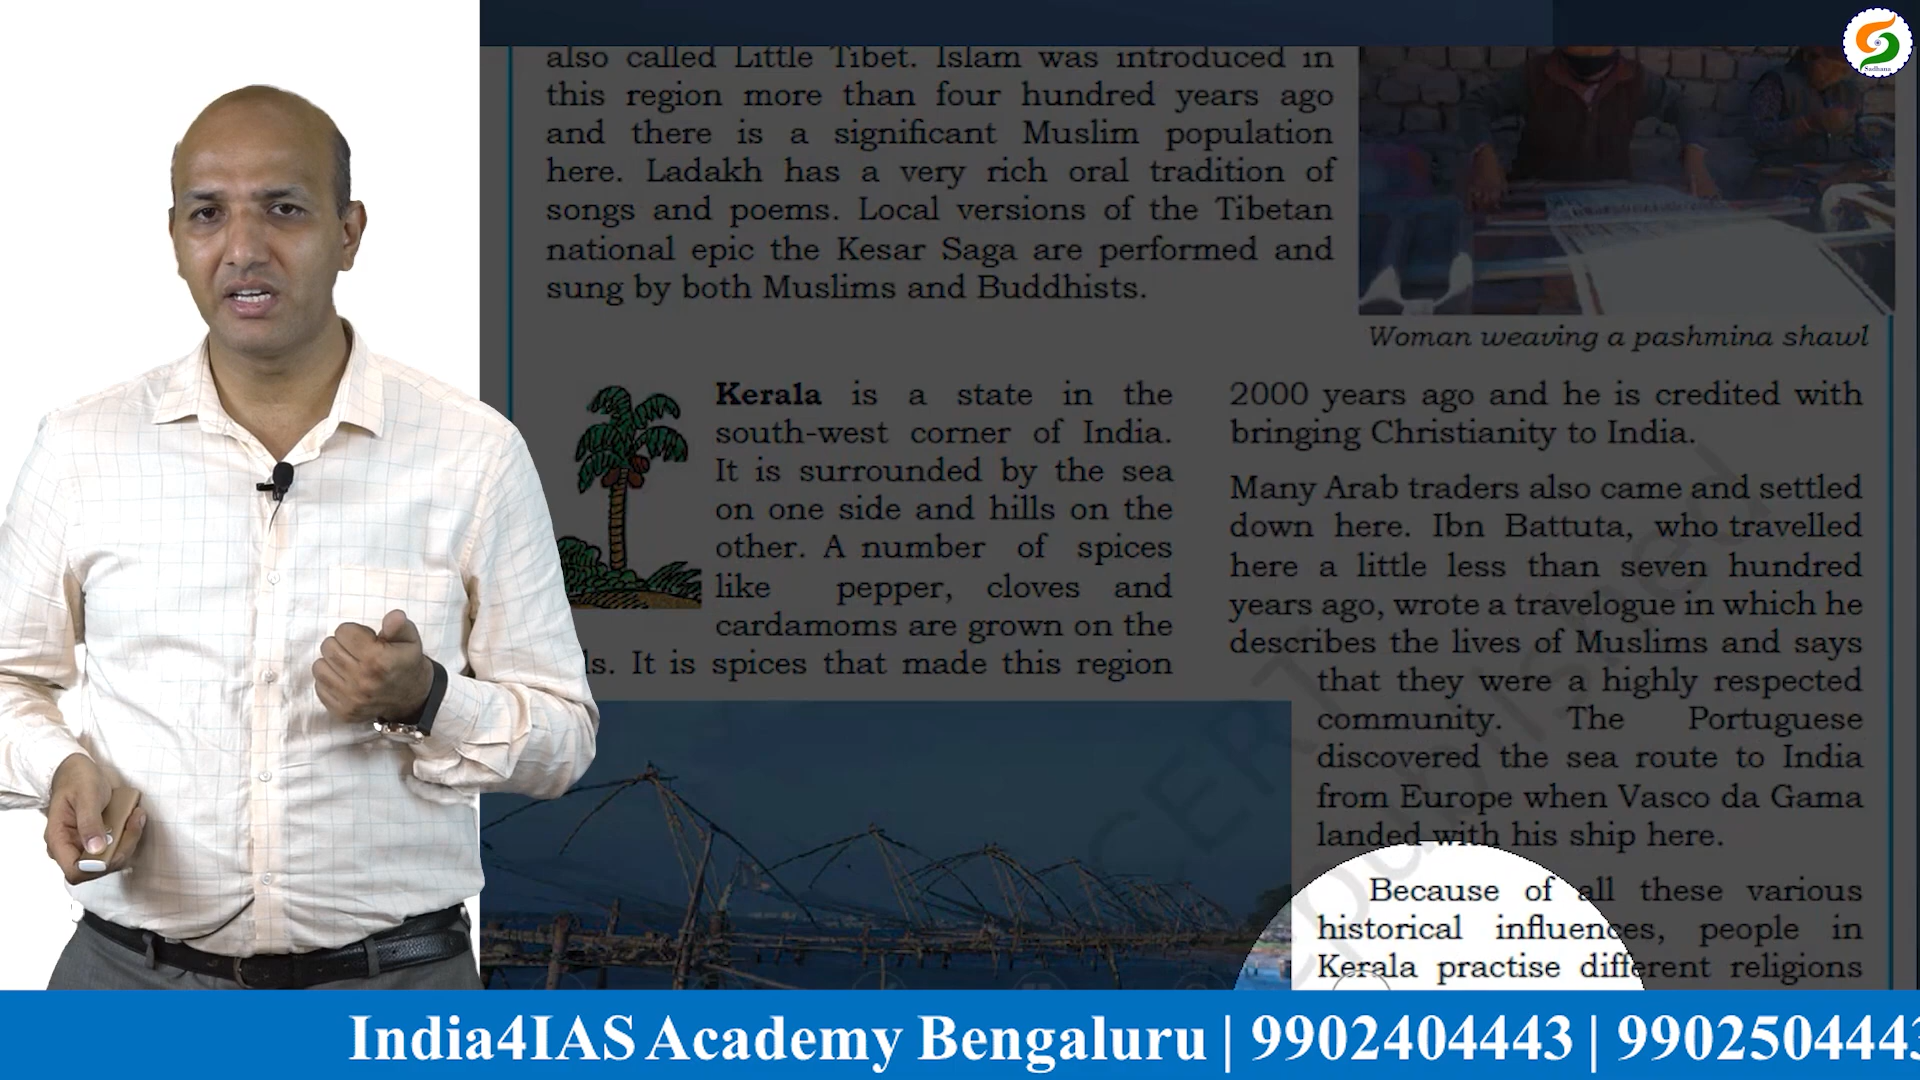 also called Little Tibet. Islam was introduced in
this region more than four hundred years ago
and there is a significant Muslim population
here. Ladakh has a very rich oral tradition of
songs and poems. Local versions of the Tibetan
national epic the Kesar Saga are performed and
sung by both Muslims and Buddhists.
Woman weaving a pashmina shawl
Kerala is a state in the
south-west corner of India.
It is surrounded by the sea
on one side and hills on the
other. A number of spices
like pepper, cloves and
cardamoms are grown on the
ls. It is spices that made this region
2000 years ago and he is credited with
bringing Christianity to India.
Many Arab traders also came and settled
down here. Ibn Battuta, who travelled
here a little less than seven hundred
years ago, wrote a travelogue in which he
describes the lives of Muslims and says
that they were a highly respected
community. The Portuguese
discovered the sea route to India
from Europe when Vasco da Gama
landed with his ship here.
Because of all these various
historical influences, people in
Kerala practise different religions
Sadhana
India4IAS Academy Bengaluru | 9902404443 | 9902504443